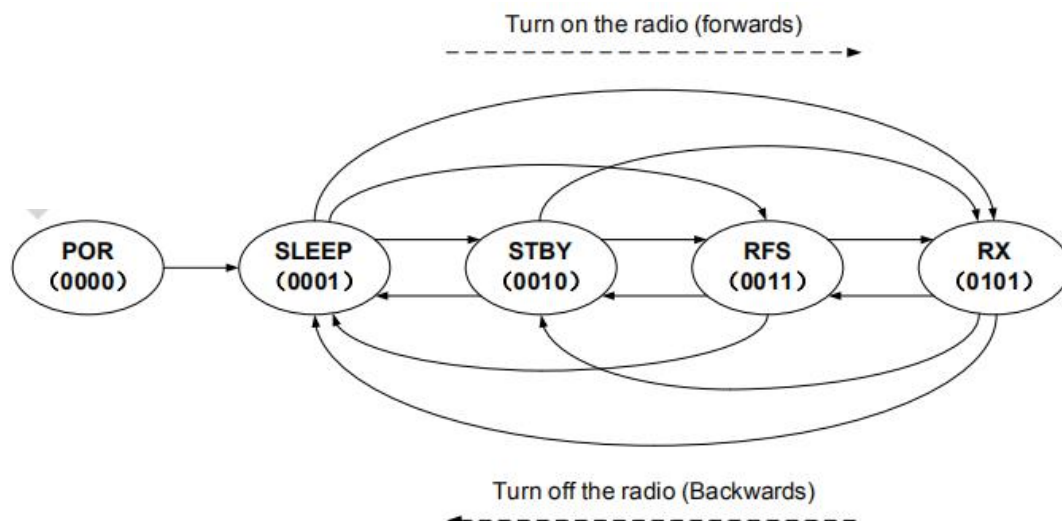 Turn on the radio (forwards)
POR
（0000）
SLEEP
（0001）
STBY
（0010）
RFS
（0011）
RX
（0101）
Turn off the radio (Backwards)